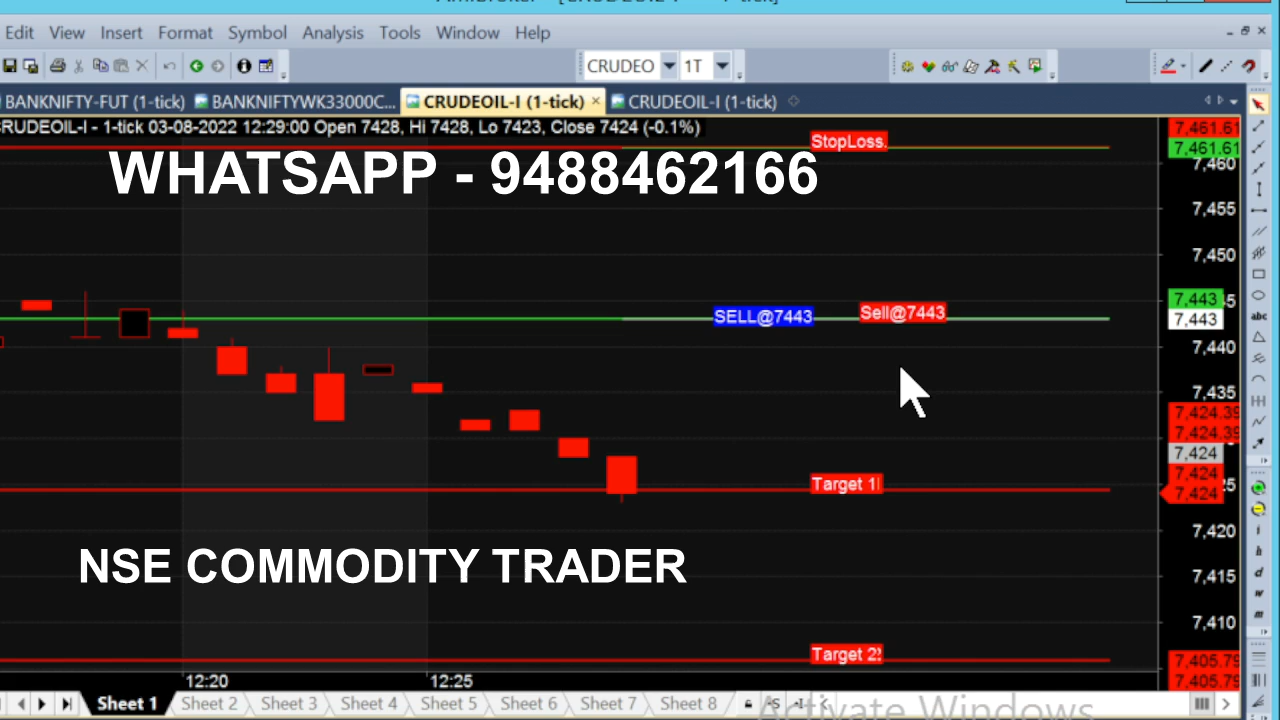 Edit View Insert Format Symbol Analysis Tools Window Help
CRUDEO 1T
BANKNIFTY-FUT (1-tick) BANKNIFTYWK33000C... CRUDEOIL-I (1-tick) × CRUDEOIL-I (1-tick)
CRUDEOIL-I - 1-tick 03-08-2022 12:29:00 Open 7428, Hi 7428, Lo 7423, Close 7424 (-0.1%)
7,461.61
StopLoss.
7,461.61
7,460
WHATSAPP - 9488462166
7,455
7,450
7,443
SELL@7443 Sell@7443
7,443
abc
7,440
7,435
7,424.39
7,424.39
7,424
7,424
Target 1
7,424
7,420
NSE COMMODITY TRADER
7,415
7,410
Target 2
7,405.79
7,405.79
12:20 12:25
Sheet 1 Sheet 2 Sheet 3 Sheet 4 Sheet 5 Sheet 6 Sheet 7 Sheet 8
Activate Windows